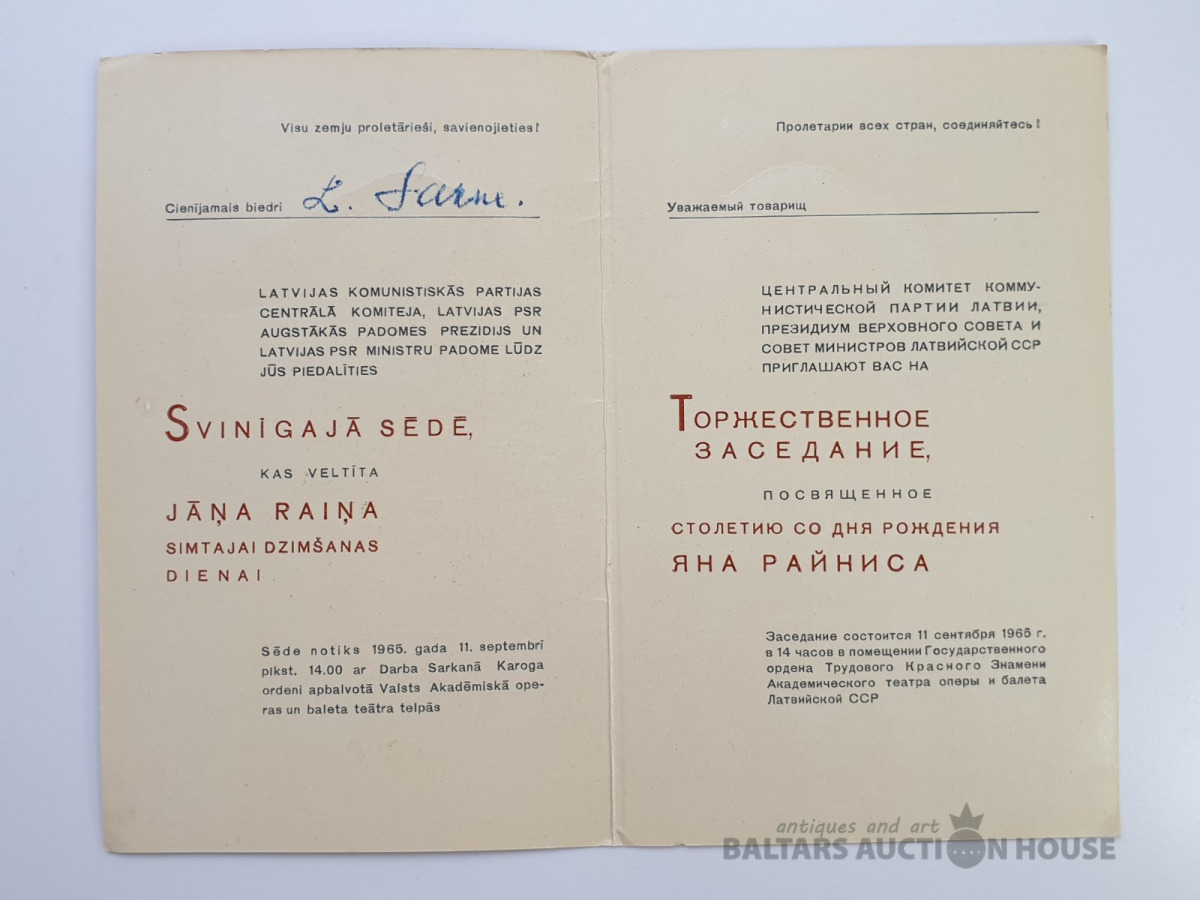 Visu zemju proletārieši, savienojieties!
Cienījamais biedri L. Sarne.
LATVIJAS KOMUNISTISKĀS PARTIJAS
CENTRĀLĀ KOMITEJA, LATVIJAS PSR
AUGSTĀKĀS PADOMES PREZIDIJS UN
LATVIJAS PSR MINISTRU PADOME LŪDZ
JŪS PIEDALĪTIES
SVINĪGAJĀ SĒDĒ,
KAS VELTĪTA
JĀŅA RAIŅA
SIMTAJAI DZIMŠANAS
DIENAI
Sēde notiks 1965. gada 11. septembrī
plkst. 14.00 ar Darba Sarkanā Karoga
ordeni apbalvotā Valsts Akadēmiskā ope-
ras un baleta teātra telpās
Пролетарии всех стран, соединяйтесь!
Уважаемый товарищ
ЦЕНТРАЛЬНЫЙ КОМИТЕТ КОММУ-
НИСТИЧЕСКОЙ ПАРТИИ ЛАТВИИ,
ПРЕЗИДИУМ ВЕРХОВНОГО СОВЕТА И
СОВЕТ МИНИСТРОВ ЛАТВИЙСКОЙ ССР
ПРИГЛАШАЮТ ВАС НА
ТОРЖЕСТВЕННОЕ
ЗАСЕДАНИЕ,
ПОСВЯЩЕННОЕ
СТОЛЕТИЮ СО ДНЯ РОЖДЕНИЯ
ЯНА РАЙНИСА
Заседание состоится 11 сентября 1965 г.
в 14 часов в помещении Государственного
ордена Трудового Красного Знамени
Академического театра оперы и балета
Латвийской ССР
antiques and art
BALTARS AUCTION HOUSE